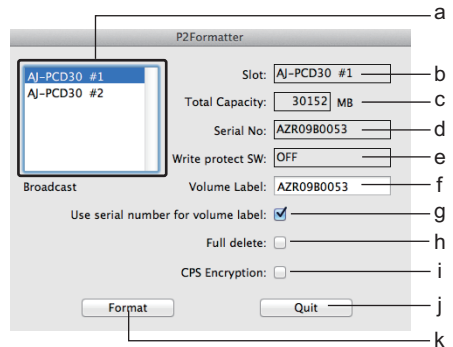 a
P2Formatter
AJ-PCD30 #1
AJ-PCD30 #2
Broadcast
Slot: AJ-PCD30 #1 b
Total Capacity: 30152 MB c
Serial No: AZR09B0053 d
Write protect SW: OFF e
Volume Label: AZR09B0053 f
Use serial number for volume label: g
Full delete: h
CPS Encryption: i
Format Quit j
k